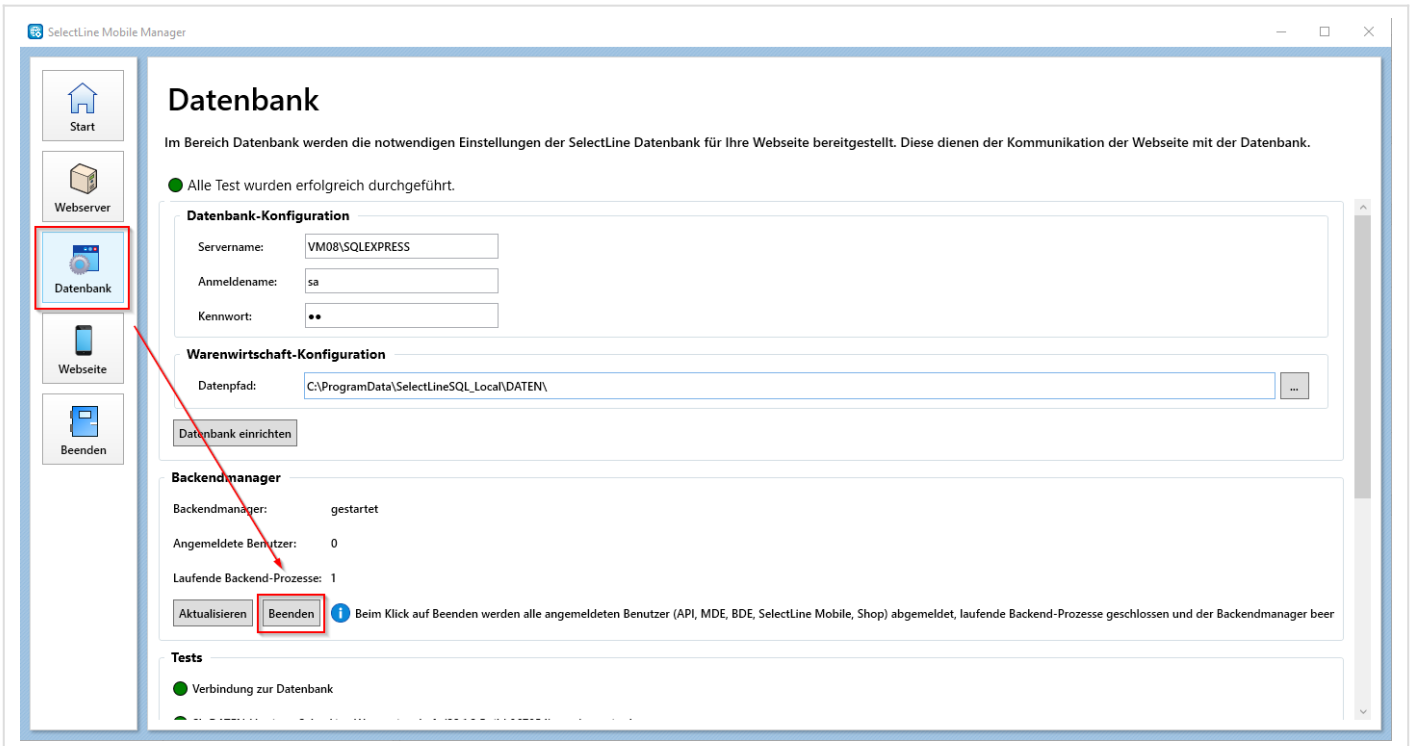 SelectLine Mobile Manager
Start
Webserver
Datenbank
Webseite
Beenden
Datenbank
Im Bereich Datenbank werden die notwendigen Einstellungen der SelectLine Datenbank für Ihre Webseite bereitgestellt. Diese dienen der Kommunikation der Webseite mit der Datenbank.
Alle Test wurden erfolgreich durchgeführt.
Datenbank-Konfiguration
Servername: VM08\SQLEXPRESS
Anmeldename: sa
Kennwort: ●●
Warenwirtschaft-Konfiguration
Datenpfad: C:\ProgramData\SelectLineSQL_Local\DATEN\ ...
Datenbank einrichten
Backendmanager
Backendmanager: gestartet
Angemeldete Benutzer: 0
Laufende Backend-Prozesse: 1
Aktualisieren Beenden Beim Klick auf Beenden werden alle angemeldeten Benutzer (API, MDE, BDE, SelectLine Mobile, Shop) abgemeldet, laufende Backend-Prozesse geschlossen und der Backendmanager beer
Tests
Verbindung zur Datenbank